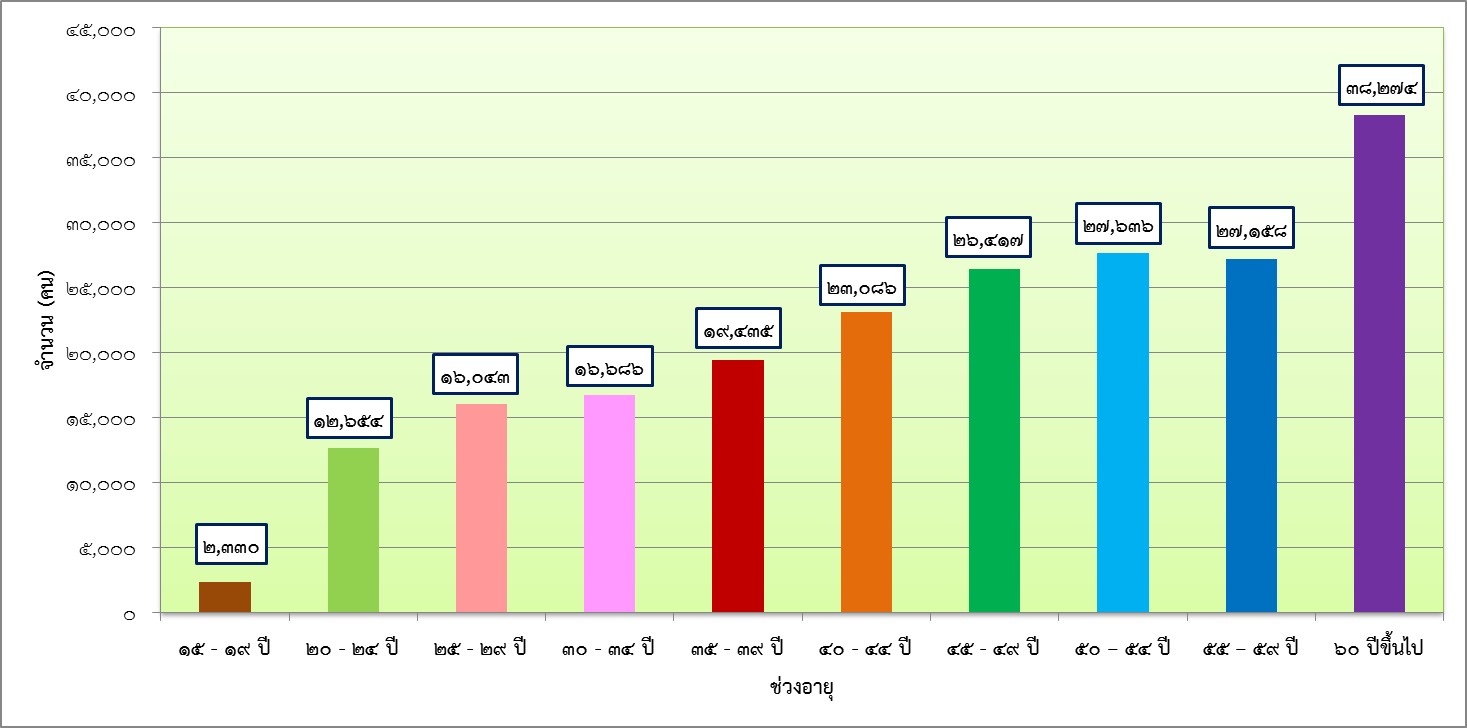 ๔๕,๐๐๐
๔๐,๐๐๐
๓๕,๐๐๐
๓๐,๐๐๐
๒๕,๐๐๐
๒๐,๐๐๐
๑๕,๐๐๐
๑๐,๐๐๐
๕,๐๐๐
๐
จำนวน (คน)
๒,๓๓๐
๑๒,๖๕๔
๑๖,๐๔๓
๑๖,๖๘๖
๑๙,๔๓๕
๒๓,๐๘๖
๒๖,๔๑๗
๒๗,๖๓๖
๒๗,๑๕๘
๓๘,๒๗๔
๑๕ - ๑๙ ปี
๒๐ - ๒๔ ปี
๒๕ - ๒๙ ปี
๓๐ - ๓๔ ปี
๓๕ - ๓๙ ปี
๔๐ - ๔๔ ปี
๔๕ - ๔๙ ปี
๕๐ – ๕๔ ปี
๕๕ – ๕๙ ปี
๖๐ ปีขึ้นไป
ช่วงอายุ